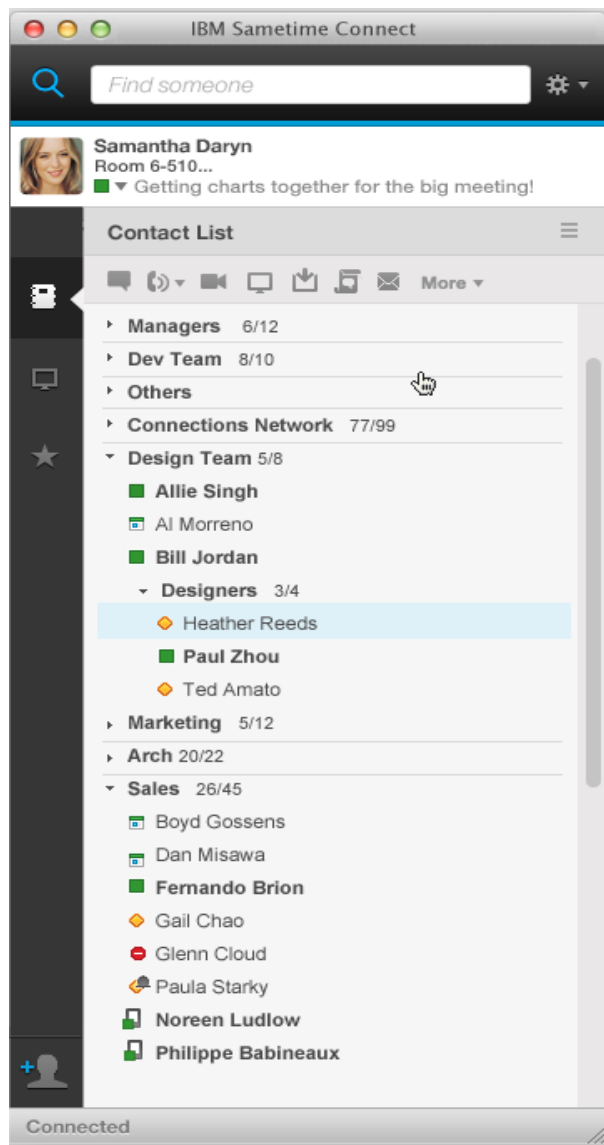 IBM Sametime Connect
Find someone
Samantha Daryn
Room 6-510...
Getting charts together for the big meeting!
Contact List
More
Managers 6/12
Dev Team 8/10
Others
Connections Network 77/99
Design Team 5/8
Allie Singh
Al Morreno
Bill Jordan
Designers 3/4
Heather Reeds
Paul Zhou
Ted Amato
Marketing 5/12
Arch 20/22
Sales 26/45
Boyd Gossens
Dan Misawa
Fernando Brion
Gail Chao
Glenn Cloud
Paula Starky
Noreen Ludlow
Philippe Babineaux
Connected